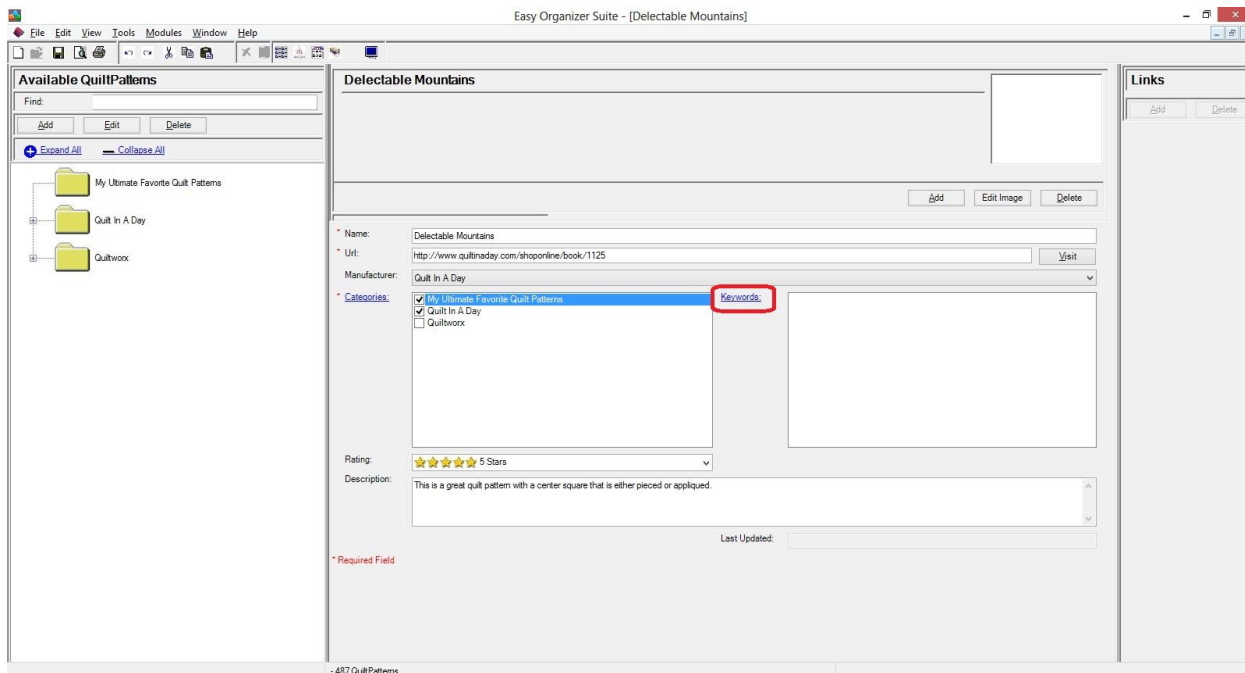 Easy Organizer Suite - [Delectable Mountains]
File Edit View Tools Modules Window Help
Available QuiltPatterns
Find:
Add Edit Delete
Expand All Collapse All
My Ultimate Favorite Quilt Patterns
Quilt In A Day
Quiltworx
Delectable Mountains
Add Edit Image Delete
* Name: Delectable Mountains
* Url: http://www.quiltinaday.com/shoponline/book/1125 Visit
Manufacturer: Quilt In A Day
* Categories: My Ultimate Favorite Quilt Patterns
Quilt In A Day
Quiltworx
Keywords:
Rating: 5 Stars
Description: This is a great quilt pattern with a center square that is either pieced or appliqued.
Last Updated:
* Required Field
Links
Add Delete
- 487 QuiltPatterns